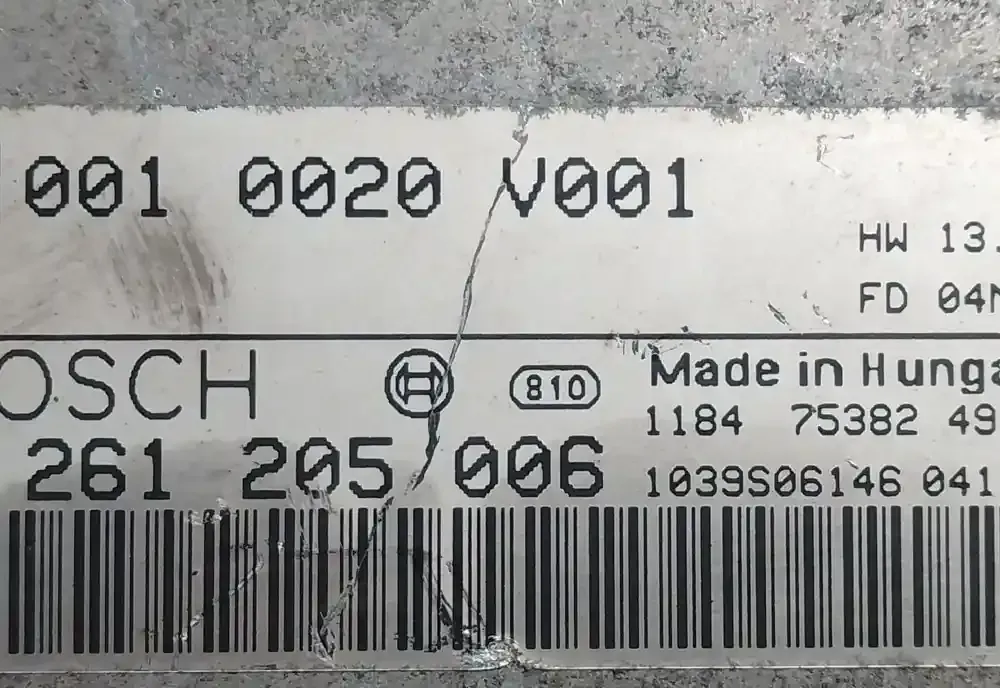 001 0020 V001
HW 13.
FD 04
OSCH 810 Made in Hunga
1184 75382 49
261 205 006 1039S06146 041